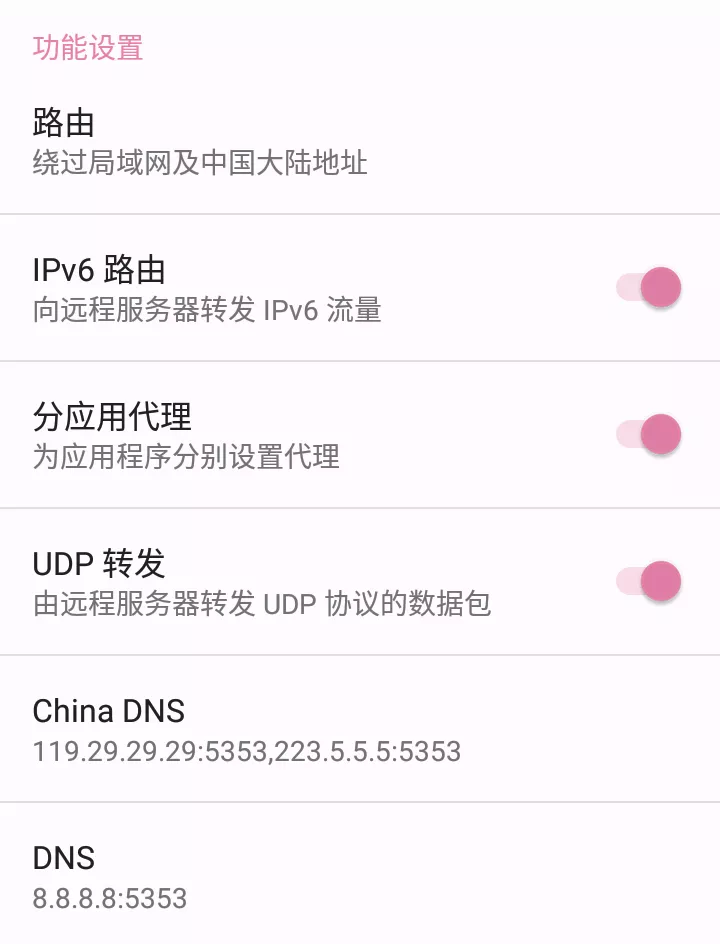 功能设置
路由
绕过局域网及中国大陆地址
IPv6 路由
向远程服务器转发 IPv6 流量
分应用代理
为应用程序分别设置代理
UDP 转发
由远程服务器转发 UDP 协议的数据包
China DNS
119.29.29.29:5353,223.5.5.5:5353
DNS
8.8.8.8:5353